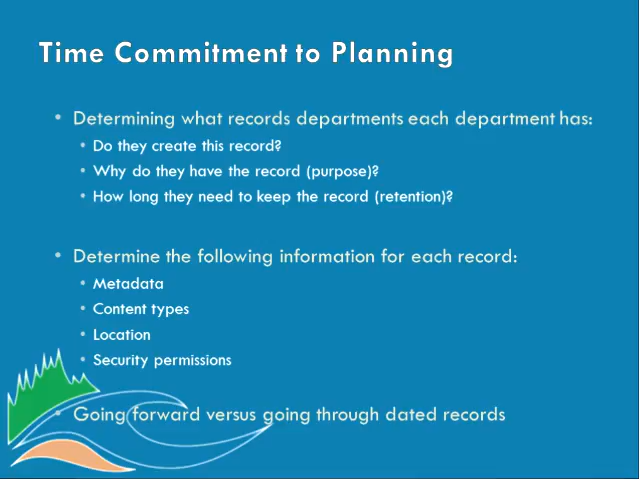 Time Commitment to Planning
• Determining what records departments each department has:
• Do they create this record?
• Why do they have the record (purpose)?
• How long they need to keep the record (retention)?
• Determine the following information for each record:
• Metadata
• Content types
• Location
• Security permissions
• Going forward versus going through dated records